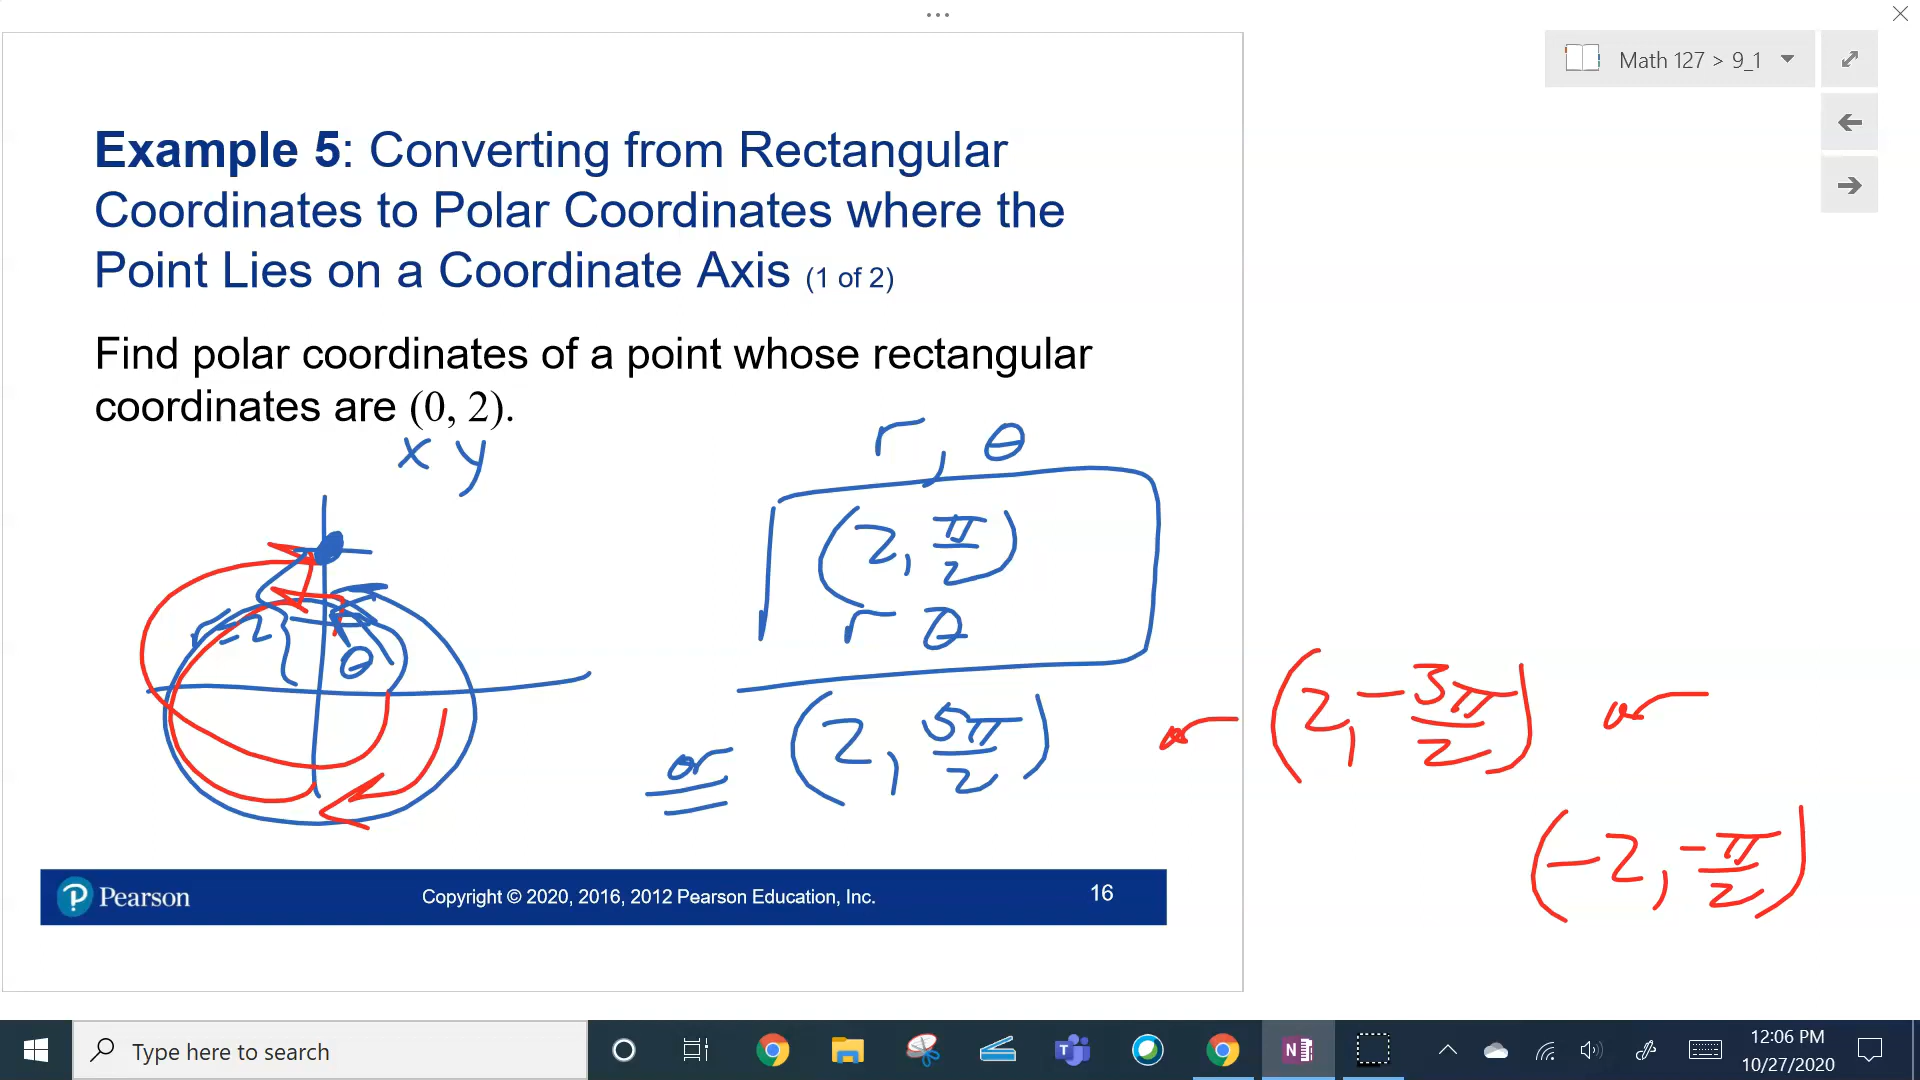 Math 127 > 9_1
Example 5: Converting from Rectangular
Coordinates to Polar Coordinates where the
Point Lies on a Coordinate Axis (1 of 2)
Find polar coordinates of a point whose rectangular
coordinates are (0, 2).
x y
r, θ
(2, π/2)
r θ
r=2
θ
or (2, 5π/2) or (2, -3π/2) or
(-2, -π/2)
Pearson
Copyright © 2020, 2016, 2012 Pearson Education, Inc.
16
Type here to search
12:06 PM
10/27/2020